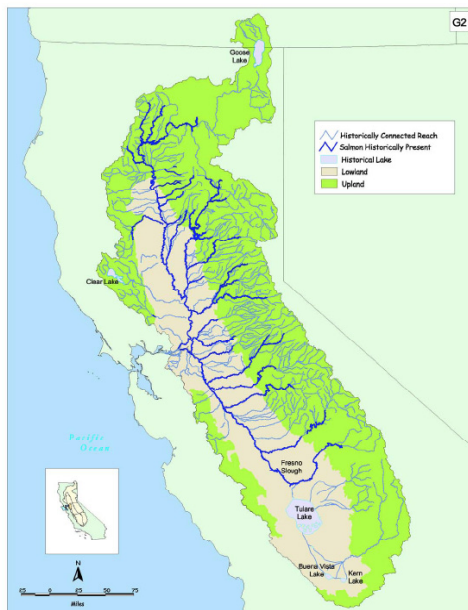 G2
Goose
Lake
Historically Connected Reach
Salmon Historically Present
Historical Lake
Lowland
Upland
Clear Lake
Pacific
Ocean
Fresno
Slough
Tulare
Lake
Buena Vista
Lake
Kern
Lake
N
25 0 25 50 75
Miles